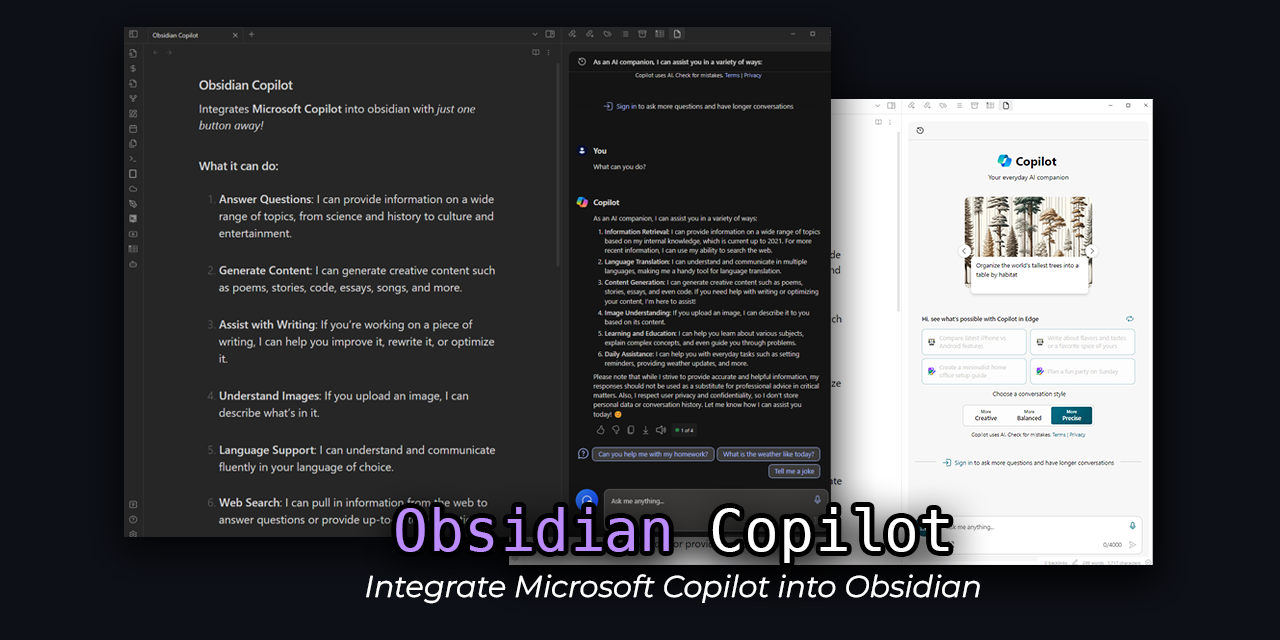 Obsidian Copilot
Obsidian Copilot
Integrates Microsoft Copilot into obsidian with just one
button away!
What it can do:
1. Answer Questions: I can provide information on a wide
range of topics, from science and history to culture and
entertainment.
2. Generate Content: I can generate creative content such
as poems, stories, code, essays, songs, and more.
3. Assist with Writing: If you're working on a piece of
writing, I can help you improve it, rewrite it, or optimize
it.
4. Understand Images: If you upload an image, I can
describe what's in it.
5. Language Support: I can understand and communicate
fluently in your language of choice.
6. Web Search: I can pull in information from the web to
answer questions or provide up-to-
As an AI companion, I can assist you in a variety of ways:
Copilot uses AI. Check for mistakes. Terms | Privacy
Sign in to ask more questions and have longer conversations
You
What can you do?
Copilot
As an AI companion, I can assist you in a variety of ways:
1. Information Retrieval: I can provide information on a wide range of topics
based on my internal knowledge, which is current up to 2021. For more
recent information, I can use my ability to search the web.
2. Language Translation: I can understand and communicate in multiple
languages, making me a handy tool for language translation.
3. Content Generation: I can generate creative content such as poems,
stories, essays, and even code. If you need help with writing or optimizing
your content, I'm here to assist!
4. Image Understanding: If you upload an image, I can describe it to you
based on its content.
5. Learning and Education: I can help you learn about various subjects,
explain complex concepts, and even guide you through problems.
6. Daily Assistance: I can help with everyday tasks such as setting
reminders, providing weather updates, and more.
Please note that while I strive to provide accurate and helpful information, my
responses should not be used as a substitute for professional advice in critical
matters. Also, I respect user privacy and confidentiality, so I don't store
personal data or conversation history. Let me know how I can assist you
today! 😊
1 of 4
Can you help me with my homework?
What is the weather like today?
Tell me a joke
Ask me anything...
Copilot
Your everyday AI companion
Organize the world's tallest trees into a
table by habitat
Hi, see what's possible with Copilot in Edge
Compare latest iPhone vs
Android features
Write about flavors and tastes
or a favorite spice of yours
Create a minimalist home
office setup guide
Plan a fun party on Sunday
Choose a conversation style
More
Creative
More
Balanced
More
Precise
Copilot uses AI. Check for mistakes. Terms | Privacy
Sign in to ask more questions and have longer conversations
me anything...
0/4000
or provid
Obsidian Copilot
Integrate Microsoft Copilot into Obsidian